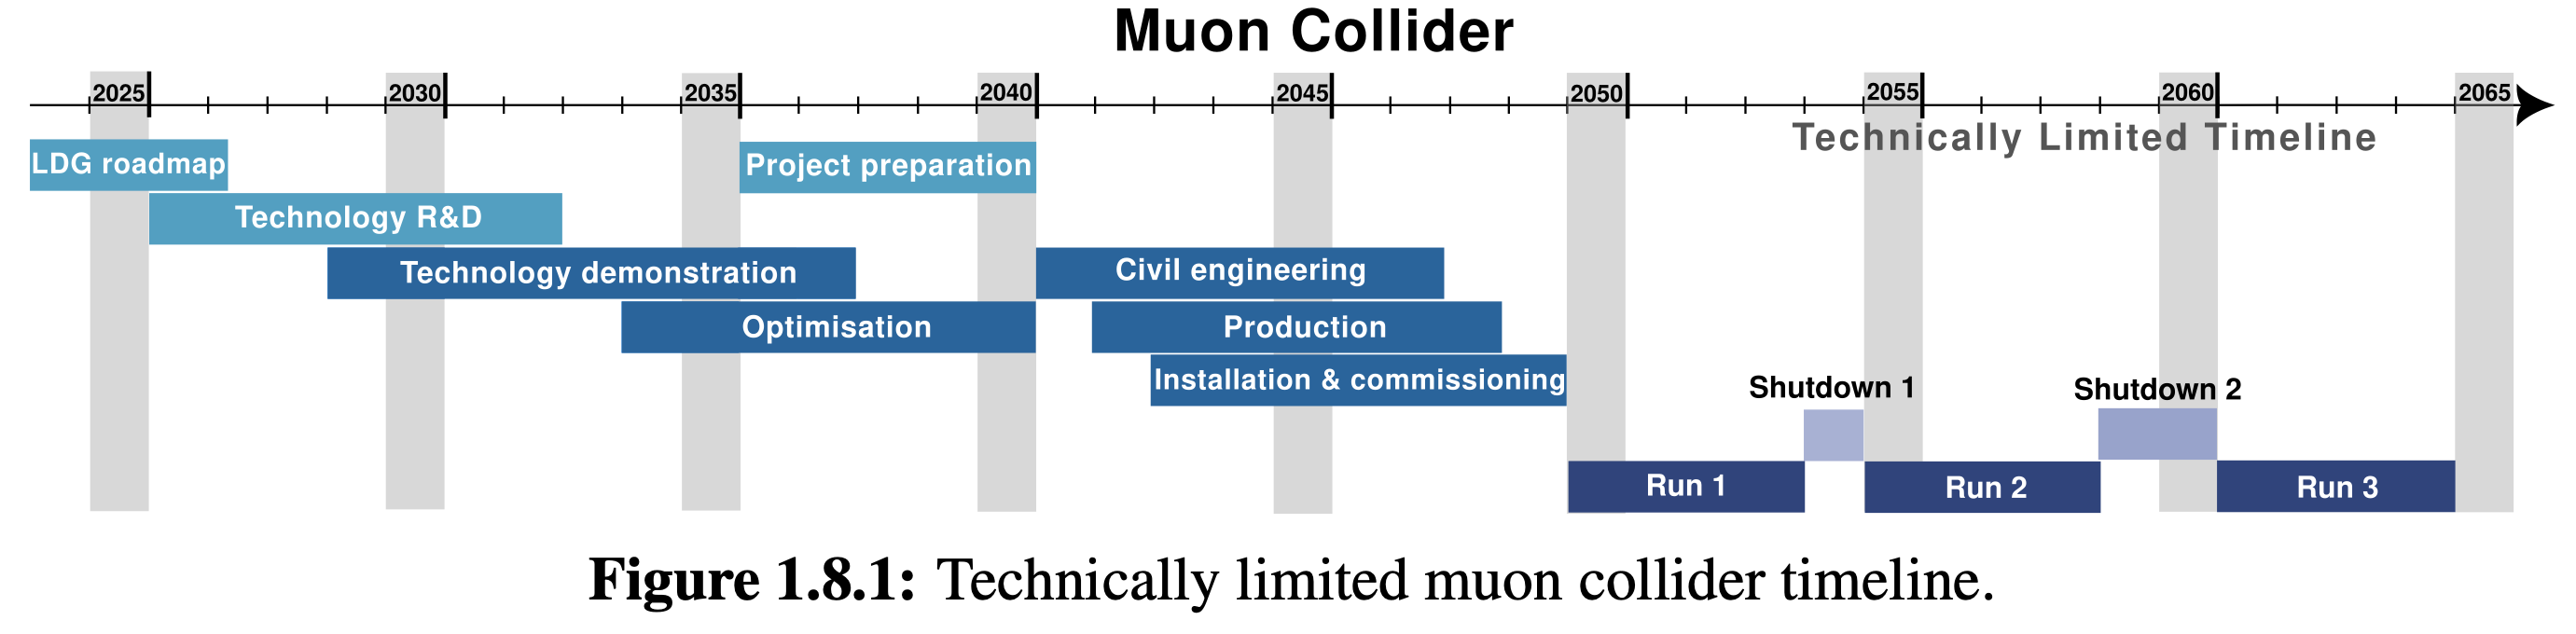 Muon Collider
2025 2030 2035 2040 2045 2050 2055 2060 2065
Technically Limited Timeline
LDG roadmap
Project preparation
Technology R&D
Technology demonstration
Civil engineering
Optimisation
Production
Installation & commissioning
Shutdown 1
Shutdown 2
Run 1
Run 2
Run 3
Figure 1.8.1: Technically limited muon collider timeline.